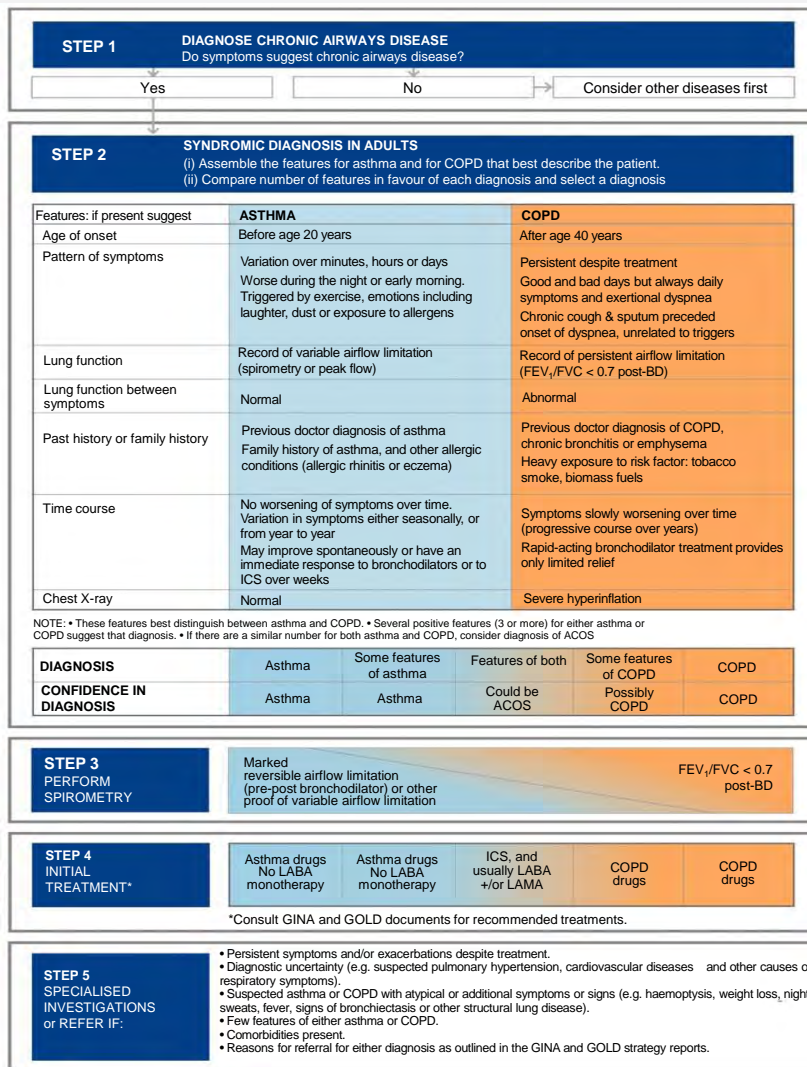 STEP 1
DIAGNOSE CHRONIC AIRWAYS DISEASE
Do symptoms suggest chronic airways disease?
Yes
No
Consider other diseases first
STEP 2
SYNDROMIC DIAGNOSIS IN ADULTS
(i) Assemble the features for asthma and for COPD that best describe the patient.
(ii) Compare number of features in favour of each diagnosis and select a diagnosis
Features: if present suggest
ASTHMA
COPD
Age of onset
Before age 20 years
After age 40 years
Pattern of symptoms
Variation over minutes, hours or days
Worse during the night or early morning.
Triggered by exercise, emotions including
laughter, dust or exposure to allergens
Persistent despite treatment
Good and bad days but always daily
symptoms and exertional dyspnea
Chronic cough & sputum preceded
onset of dyspnea, unrelated to triggers
Lung function
Record of variable airflow limitation
(spirometry or peak flow)
Record of persistent airflow limitation
(FEV₁/FVC < 0.7 post-BD)
Lung function between
symptoms
Normal
Abnormal
Past history or family history
Previous doctor diagnosis of asthma
Family history of asthma, and other allergic
conditions (allergic rhinitis or eczema)
Previous doctor diagnosis of COPD,
chronic bronchitis or emphysema
Heavy exposure to risk factor: tobacco
smoke, biomass fuels
Time course
No worsening of symptoms over time.
Variation in symptoms either seasonally, or
from year to year
May improve spontaneously or have an
immediate response to bronchodilators or to
ICS over weeks
Symptoms slowly worsening over time
(progressive course over years)
Rapid-acting bronchodilator treatment provides
only limited relief
Chest X-ray
Normal
Severe hyperinflation
NOTE: • These features best distinguish between asthma and COPD. • Several positive features (3 or more) for either asthma or
COPD suggest that diagnosis. • If there are a similar number for both asthma and COPD, consider diagnosis of ACOS
DIAGNOSIS
Asthma
Some features
of asthma
Features of both
Some features
of COPD
COPD
CONFIDENCE IN
DIAGNOSIS
Asthma
Asthma
Could be
ACOS
Possibly
COPD
COPD
STEP 3
PERFORM
SPIROMETRY
Marked
reversible airflow limitation
(pre-post bronchodilator) or other
proof of variable airflow limitation
FEV₁/FVC < 0.7
post-BD
STEP 4
INITIAL
TREATMENT*
Asthma drugs
No LABA
monotherapy
Asthma drugs
No LABA
monotherapy
ICS, and
usually LABA
+/or LAMA
COPD
drugs
COPD
drugs
*Consult GINA and GOLD documents for recommended treatments.
STEP 5
SPECIALISED
INVESTIGATIONS
or REFER IF:
• Persistent symptoms and/or exacerbations despite treatment.
• Diagnostic uncertainty (e.g. suspected pulmonary hypertension, cardiovascular diseases and other causes o
respiratory symptoms).
• Suspected asthma or COPD with atypical or additional symptoms or signs (e.g. haemoptysis, weight loss, night
sweats, fever, signs of bronchiectasis or other structural lung disease).
• Few features of either asthma or COPD.
• Comorbidities present.
• Reasons for referral for either diagnosis as outlined in the GINA and GOLD strategy reports.